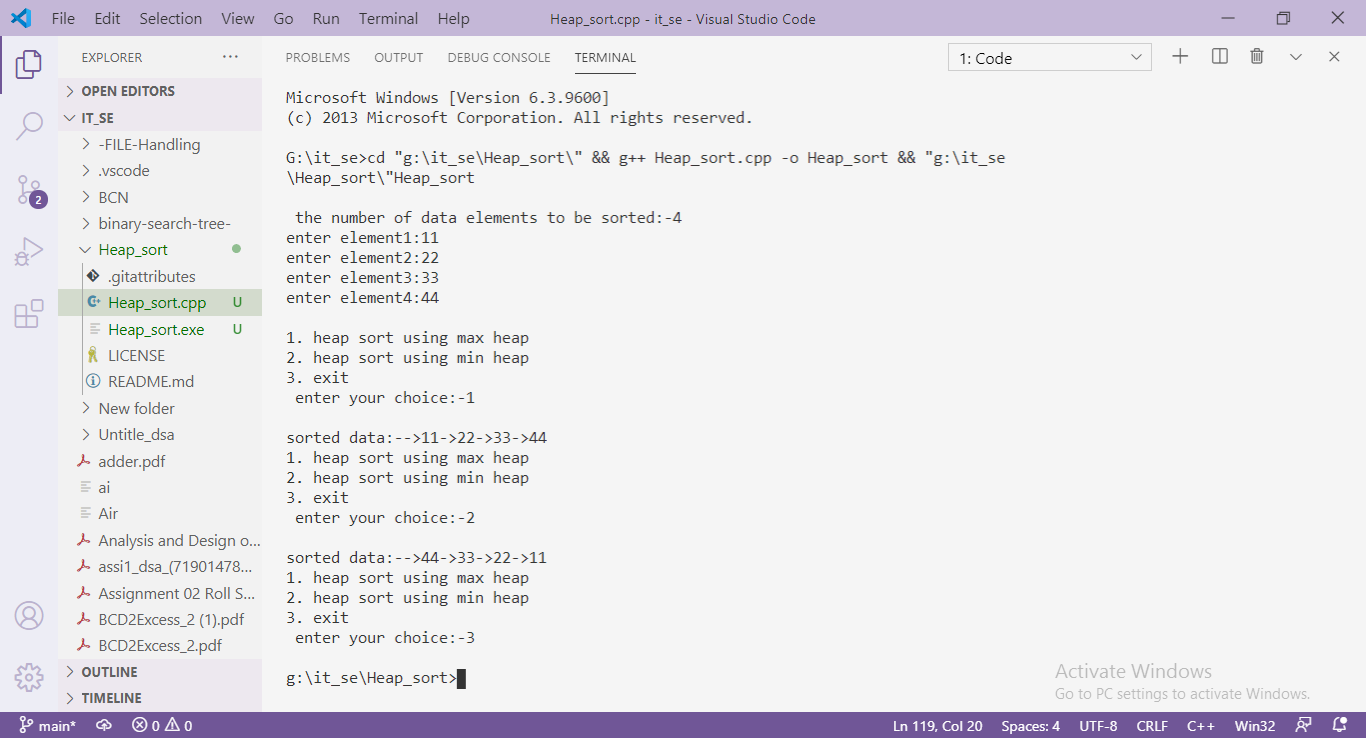 File Edit Selection View Go Run Terminal Help Heap_sort.cpp - it_se - Visual Studio Code
EXPLORER ···
OPEN EDITORS
IT_SE
-FILE-Handling
.vscode
BCN
binary-search-tree-
Heap_sort
.gitattributes
Heap_sort.cpp U
Heap_sort.exe U
LICENSE
README.md
New folder
Untitle_dsa
adder.pdf
ai
Air
Analysis and Design o...
assi1_dsa_(71901478...
Assignment 02 Roll S...
BCD2Excess_2 (1).pdf
BCD2Excess_2.pdf
OUTLINE
TIMELINE
2
PROBLEMS OUTPUT DEBUG CONSOLE TERMINAL 1: Code
Microsoft Windows [Version 6.3.9600]
(c) 2013 Microsoft Corporation. All rights reserved.
G:\it_se>cd "g:\it_se\Heap_sort\" && g++ Heap_sort.cpp -o Heap_sort && "g:\it_se
\Heap_sort\"Heap_sort
the number of data elements to be sorted:-4
enter element1:11
enter element2:22
enter element3:33
enter element4:44
1. heap sort using max heap
2. heap sort using min heap
3. exit
enter your choice:-1
sorted data:-->11->22->33->44
1. heap sort using max heap
2. heap sort using min heap
3. exit
enter your choice:-2
sorted data:-->44->33->22->11
1. heap sort using max heap
2. heap sort using min heap
3. exit
enter your choice:-3
g:\it_se\Heap_sort>
Activate Windows
Go to PC settings to activate Windows.
main* 0 0 Ln 119, Col 20 Spaces: 4 UTF-8 CRLF C++ Win32